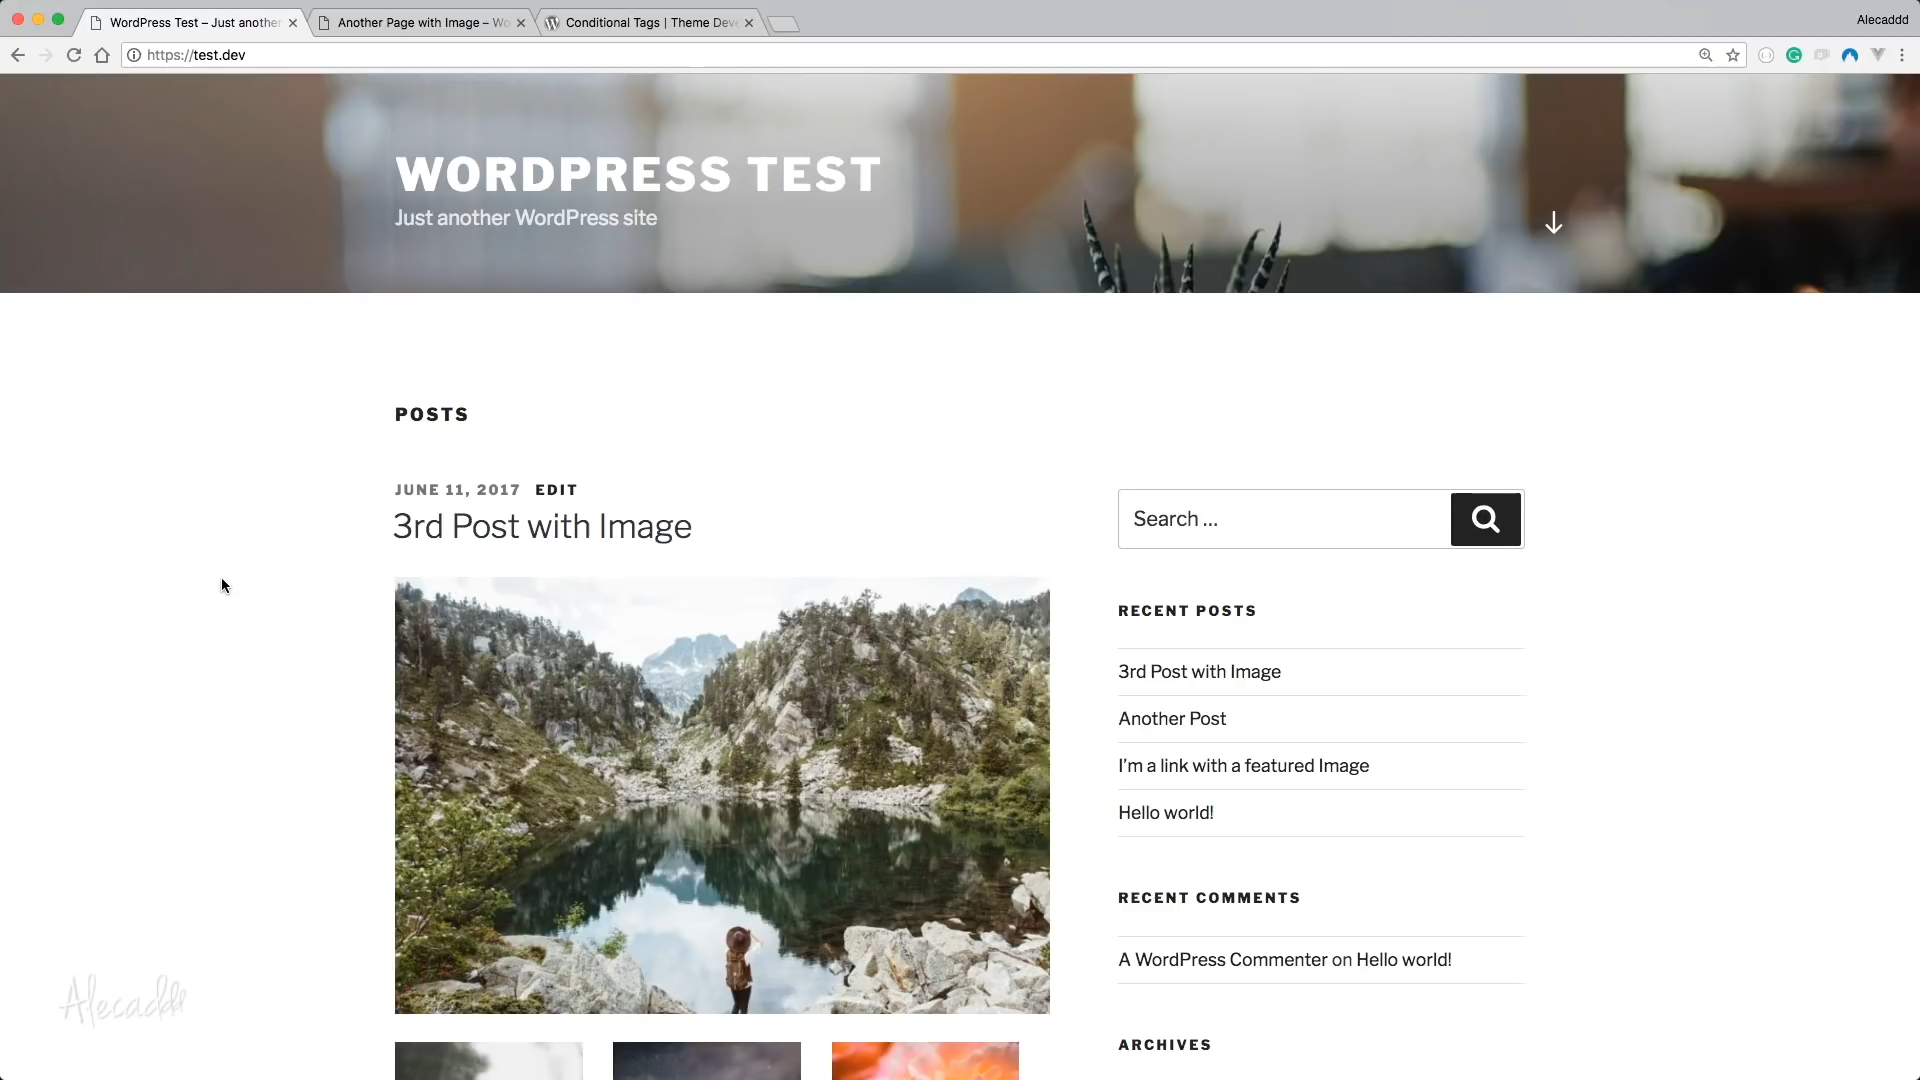 WordPress Test – Just another
Another Page with Image – Wo
Conditional Tags | Theme Dev
Alecaddd
https://test.dev
WORDPRESS TEST
Just another WordPress site
POSTS
JUNE 11, 2017 EDIT
3rd Post with Image
Search …
RECENT POSTS
3rd Post with Image
Another Post
I’m a link with a featured Image
Hello world!
RECENT COMMENTS
A WordPress Commenter on Hello world!
Alecaddd
ARCHIVES